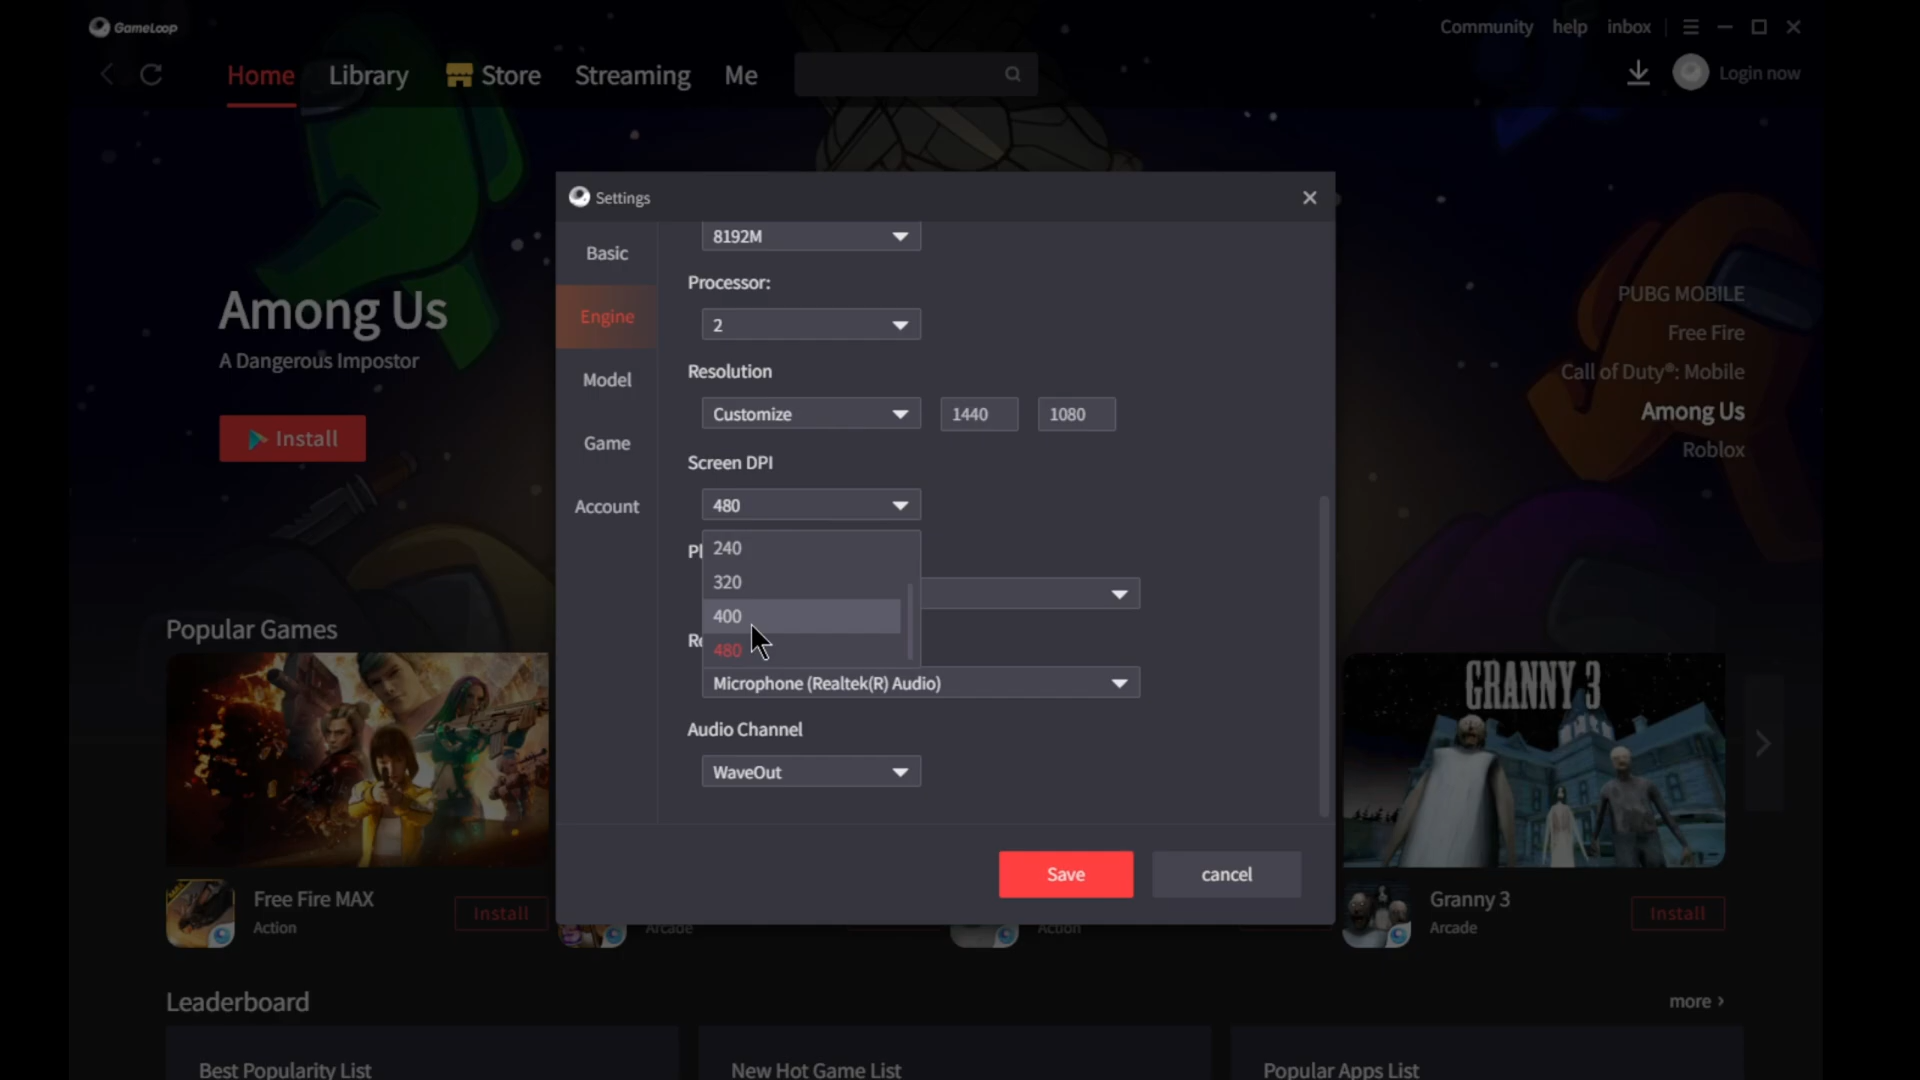 GameLoop
Community help inbox
Home Library Store Streaming Me
Login now
Settings
Basic
Engine
Model
Game
Account
8192M
Processor:
2
Resolution
Customize 1440 1080
Screen DPI
480
240
320
400
480
Pl
Re
Microphone (Realtek(R) Audio)
Audio Channel
WaveOut
Save cancel
Among Us
A Dangerous Impostor
Install
PUBG MOBILE
Free Fire
Call of Duty®: Mobile
Among Us
Roblox
Popular Games
GRANNY 3
Free Fire MAX
Action
Install
Arcade
Action
Granny 3
Arcade
Install
Leaderboard
more ›
Best Popularity List
New Hot Game List
Popular Apps List